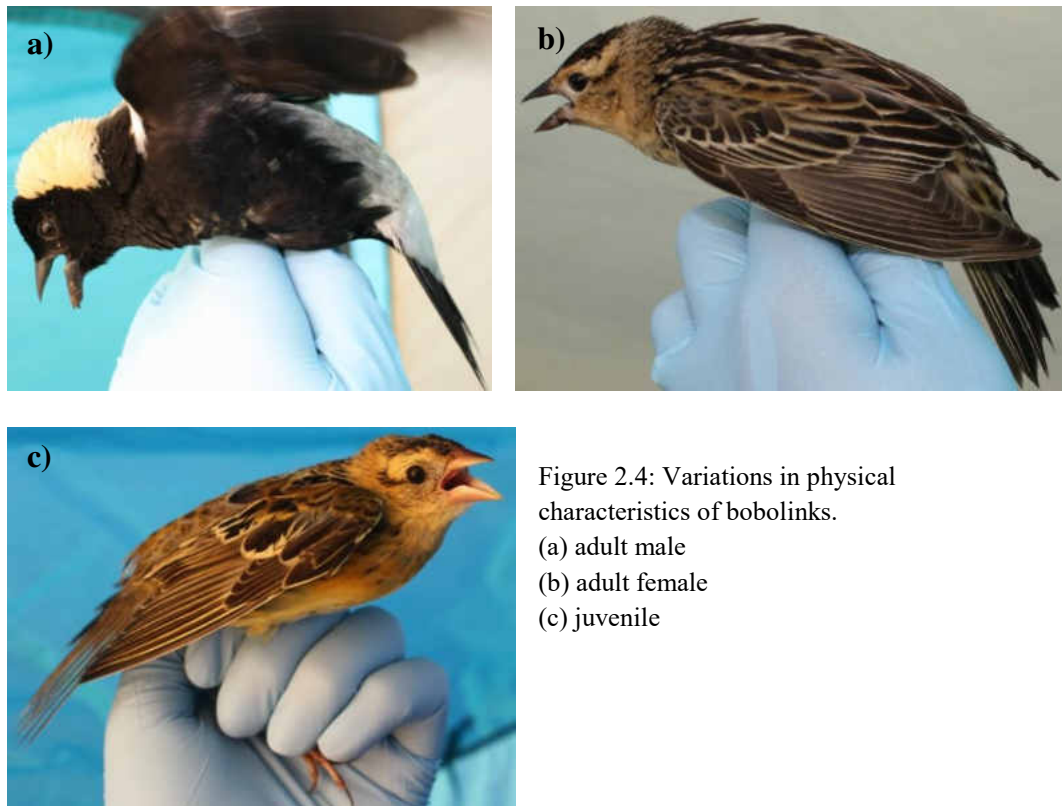 a)
b)
c)
Figure 2.4: Variations in physical
characteristics of bobolinks.
(a) adult male
(b) adult female
(c) juvenile